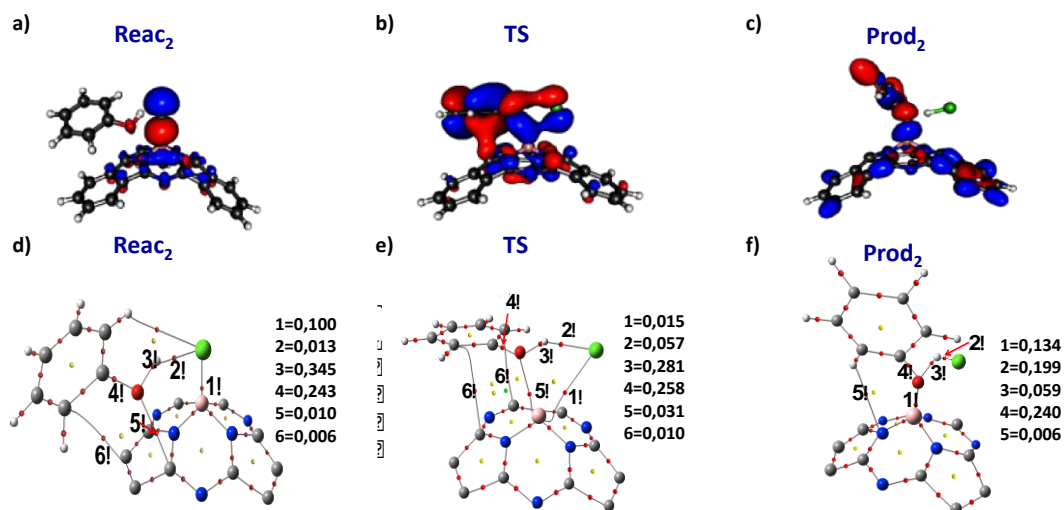 a)
Reac2
b)
TS
c)
Prod2
d)
Reac2
1!
2!
3!
4!
5!
6!
1=0,100
2=0,013
3=0,345
4=0,243
5=0,010
6=0,006
e)
TS
4!
2!
3!
6!
6!
5!
1!
1=0,015
2=0,057
3=0,281
4=0,258
5=0,031
6=0,010
f)
Prod2
2!
4!
3!
5!
1!
1=0,134
2=0,199
3=0,059
4=0,240
5=0,006